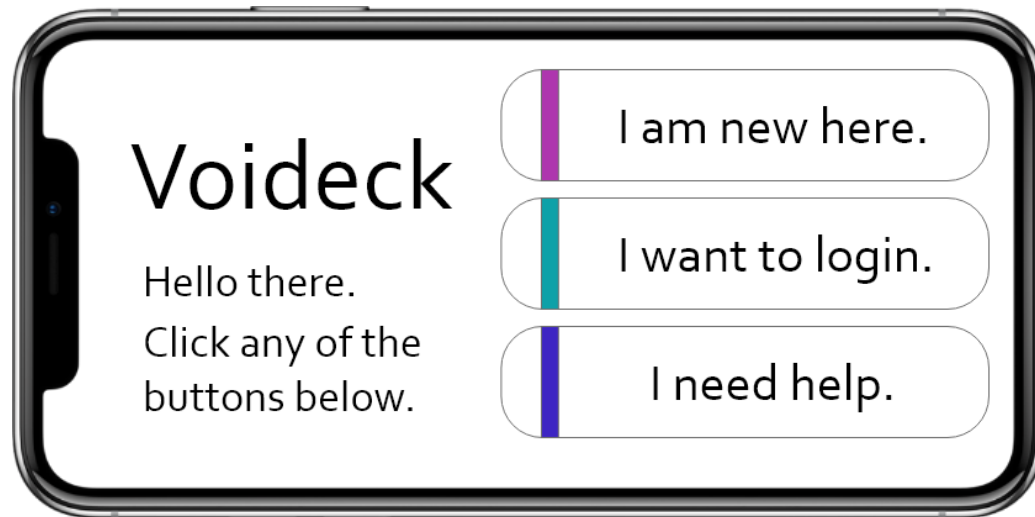 Voideck
Hello there.
Click any of the
buttons below.
I am new here.
I want to login.
I need help.